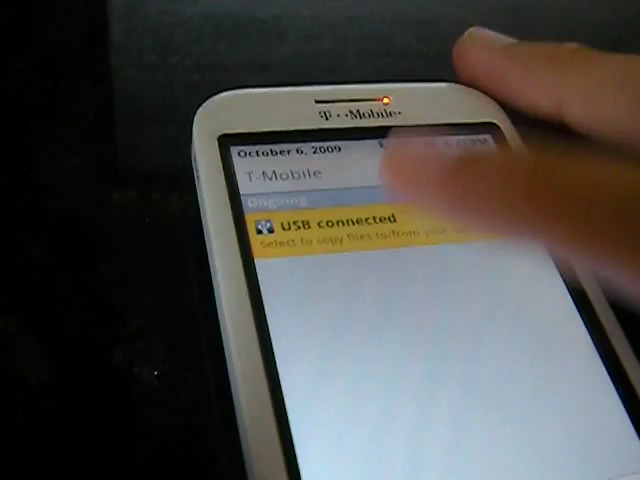 T··Mobile·
October 6, 2009
T-Mobile
Ongoing
USB connected
Select to copy files to/from your